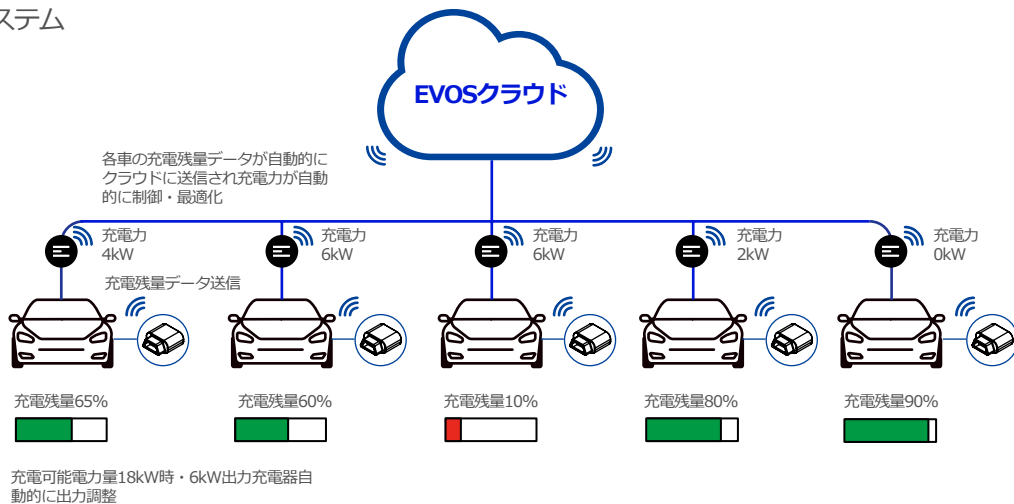 ステム
EVOSクラウド
各車の充電残量データが自動的に
クラウドに送信され充電力が自動
的に制御・最適化
充電力
4kW
充電力
6kW
充電力
6kW
充電力
2kW
充電力
0kW
充電残量データ送信
充電残量65%
充電残量60%
充電残量10%
充電残量80%
充電残量90%
充電可能電力量18kW時・6kW出力充電器自
動的に出力調整